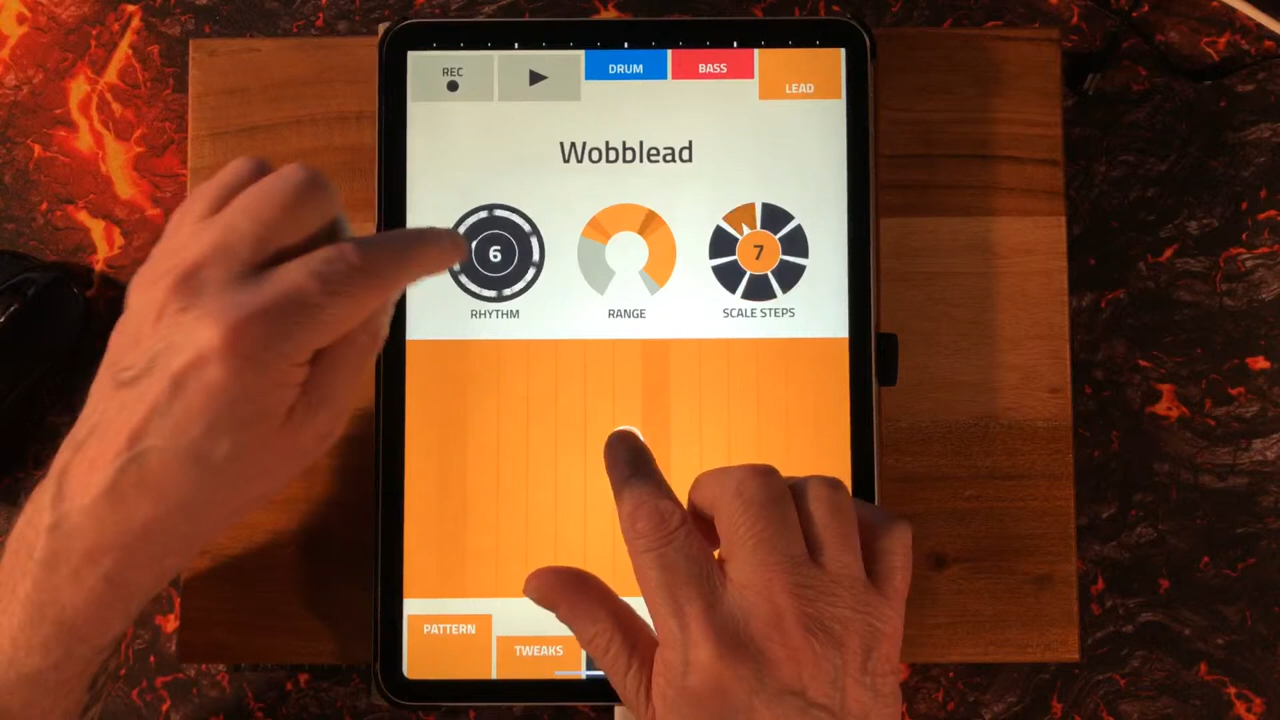 REC
DRUM
BASS
LEAD
Wobblead
6
7
RHYTHM
RANGE
SCALE STEPS
PATTERN
TWEAKS